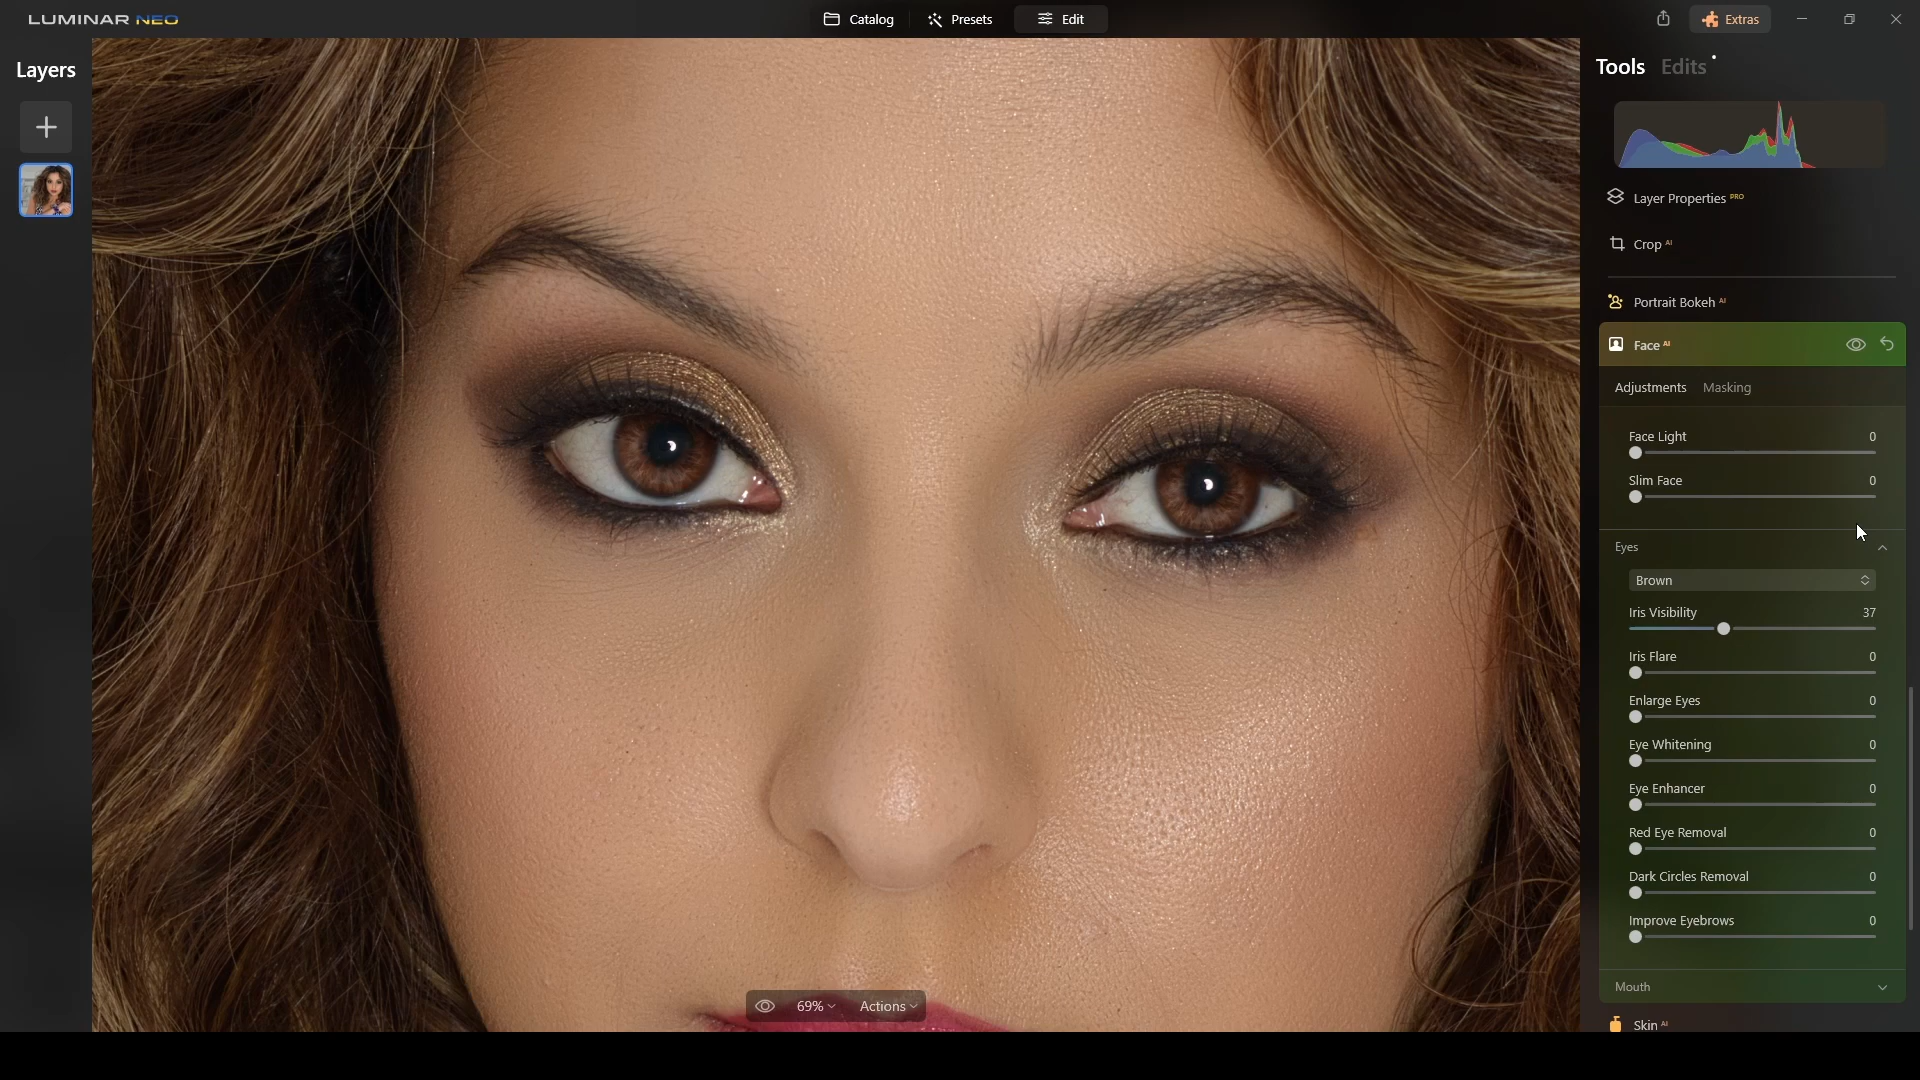 LUMINAR NEO
Catalog
Presets
Edit
Extras
Layers
Tools
Edits
Layer Properties PRO
Crop AI
Portrait Bokeh AI
Face AI
Adjustments
Masking
Face Light 0
Slim Face 0
Eyes
Brown
Iris Visibility 37
Iris Flare 0
Enlarge Eyes 0
Eye Whitening 0
Eye Enhancer 0
Red Eye Removal 0
Dark Circles Removal 0
Improve Eyebrows 0
Mouth
69%
Actions
Skin AI